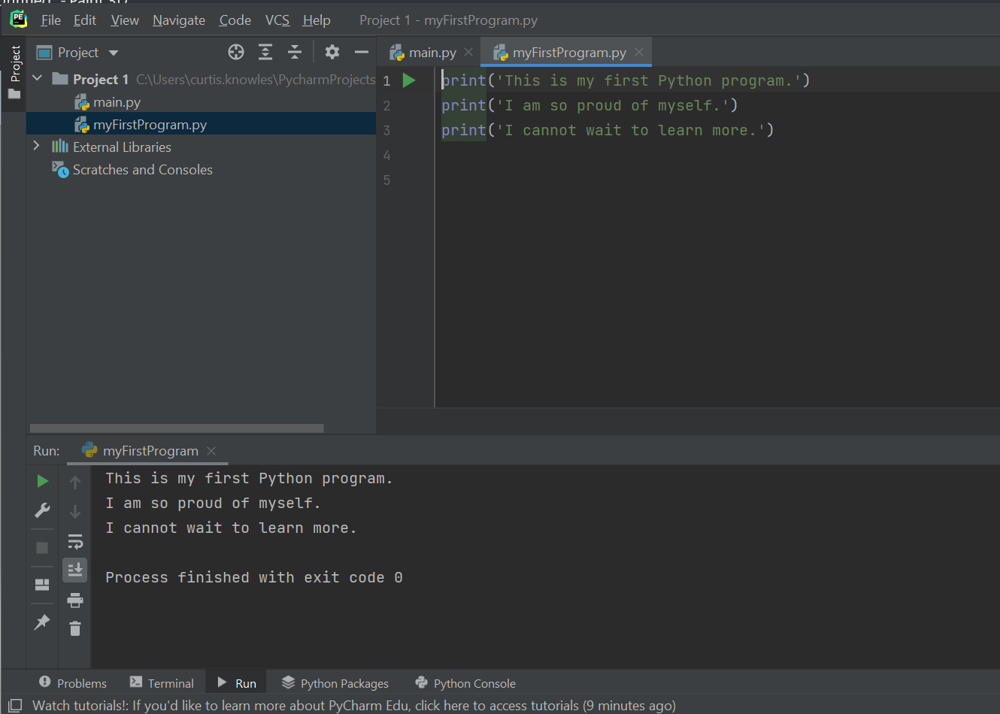 PE File Edit View Navigate Code VCS Help Project 1 - myFirstProgram.py
Project
Project
main.py myFirstProgram.py
Project 1 C:\Users\curtis.knowles\PycharmProjects
main.py
myFirstProgram.py
External Libraries
Scratches and Consoles
1 print('This is my first Python program.')
2 print('I am so proud of myself.')
3 print('I cannot wait to learn more.')
4
5
Run: myFirstProgram
This is my first Python program.
I am so proud of myself.
I cannot wait to learn more.
Process finished with exit code 0
Problems Terminal Run Python Packages Python Console
Watch tutorials!: If you'd like to learn more about PyCharm Edu, click here to access tutorials (9 minutes ago)